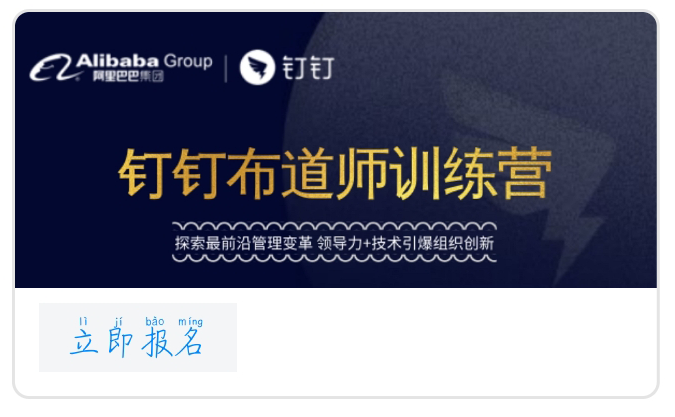 Alibaba Group
阿里巴巴集团
钉钉
钉钉布道师训练营
探索最前沿管理变革 领导力+技术引爆组织创新
lì jí bào míng
立即报名